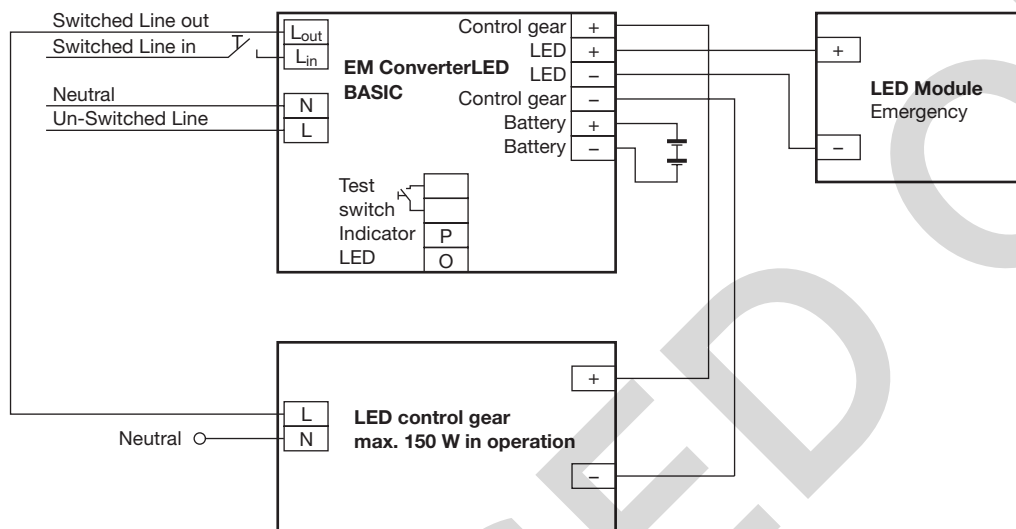 Switched Line out
Switched Line in
Neutral
Un-Switched Line
Lout
Lin
N
L
EM ConverterLED
BASIC
Control gear +
LED +
LED –
Control gear –
Battery +
Battery –
Test
switch
Indicator P
LED O
+
–
LED Module
Emergency
L
N
Neutral
LED control gear
max. 150 W in operation
+
–